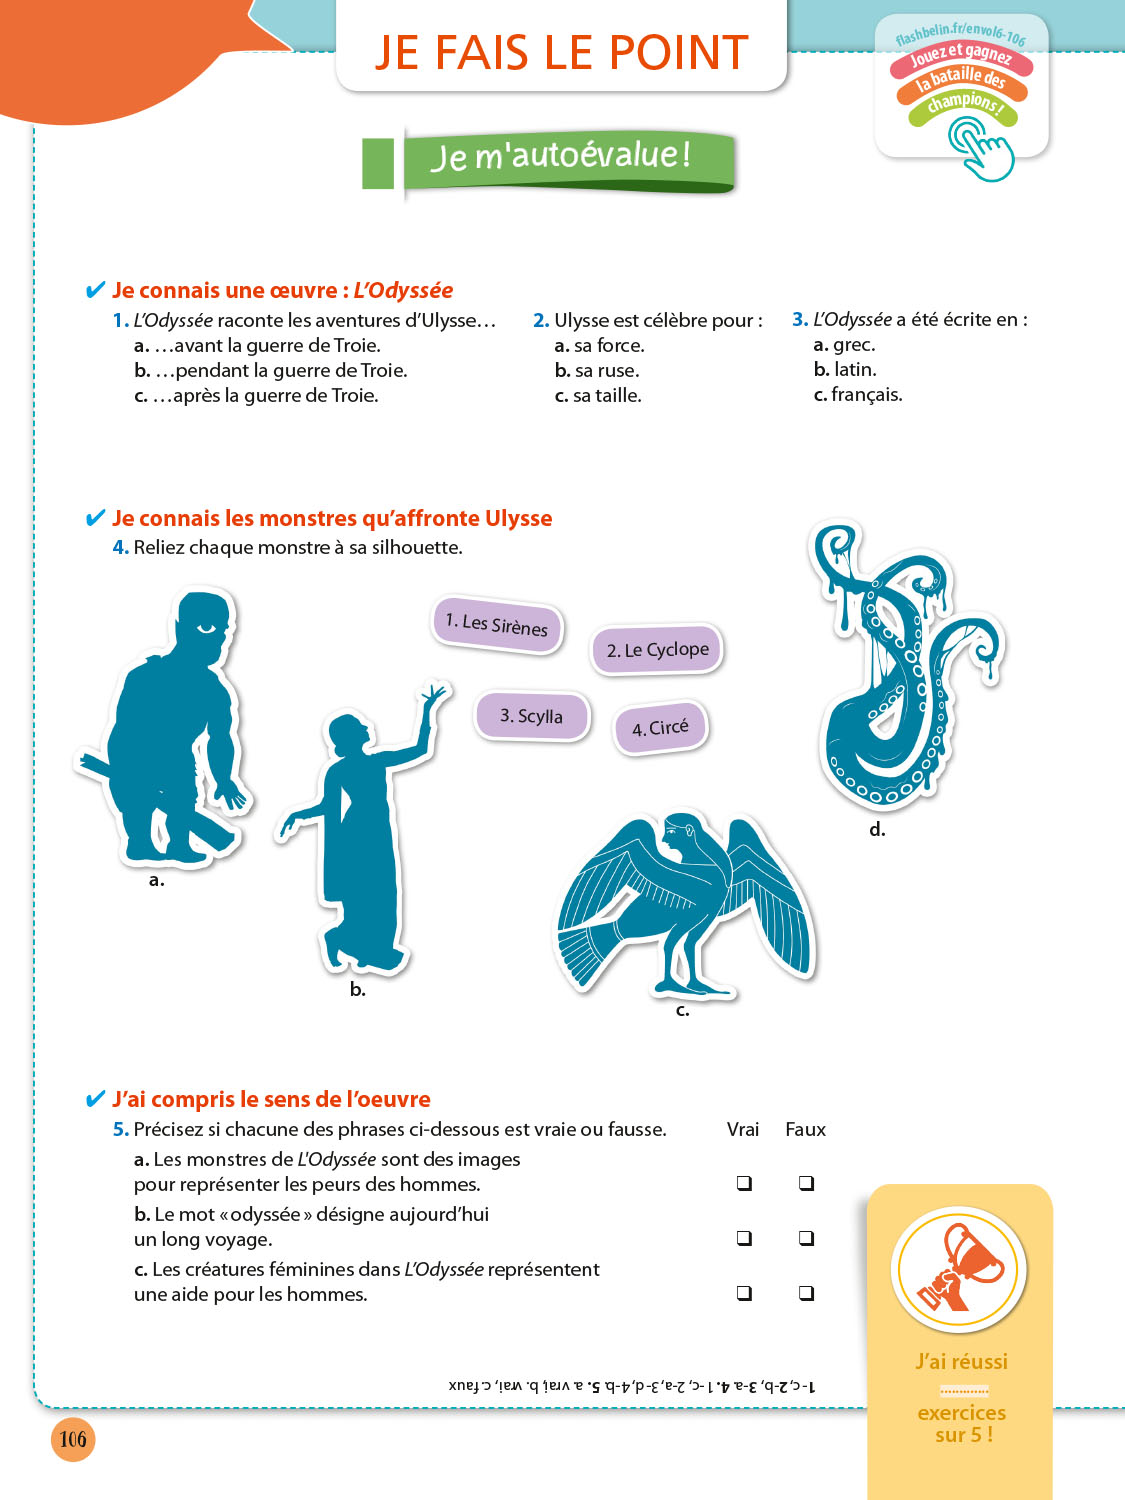 JE FAIS LE POINT
flashbelin.fr/envol6-106
Jouez et gagnez
la bataille des
champions !
Je m'autoévalue !
✔ Je connais une œuvre : L’Odyssée
1. L’Odyssée raconte les aventures d’Ulysse…
a. …avant la guerre de Troie.
b. …pendant la guerre de Troie.
c. …après la guerre de Troie.
2. Ulysse est célèbre pour :
a. sa force.
b. sa ruse.
c. sa taille.
3. L’Odyssée a été écrite en :
a. grec.
b. latin.
c. français.
✔ Je connais les monstres qu’affronte Ulysse
4. Reliez chaque monstre à sa silhouette.
1. Les Sirènes
2. Le Cyclope
3. Scylla
4. Circé
a.
b.
c.
d.
✔ J’ai compris le sens de l’oeuvre
5. Précisez si chacune des phrases ci-dessous est vraie ou fausse. Vrai Faux
a. Les monstres de L'Odyssée sont des images
pour représenter les peurs des hommes. ❏ ❏
b. Le mot « odyssée » désigne aujourd’hui
un long voyage. ❏ ❏
c. Les créatures féminines dans L’Odyssée représentent
une aide pour les hommes. ❏ ❏
1-c, 2-b, 3-a. 4. 1-c, 2-a, 3-d, 4-b. 5. a. vrai, b. vrai, c. faux
J’ai réussi
..............
exercices
sur 5 !
106